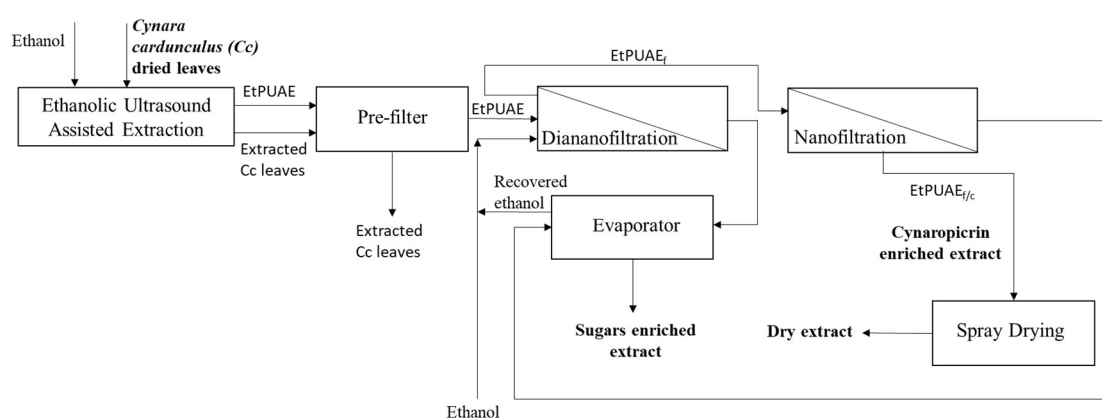 Ethanol
Cynara
cardunculus (Cc)
dried leaves
Ethanolic Ultrasound
Assisted Extraction
EtPUAE
Extracted
Cc leaves
Pre-filter
EtPUAE
Extracted
Cc leaves
EtPUAEf
Diananofiltration
Nanofiltration
EtPUAEf/c
Recovered
ethanol
Evaporator
Sugars enriched
extract
Cynaropicrin
enriched extract
Spray Drying
Dry extract
Ethanol